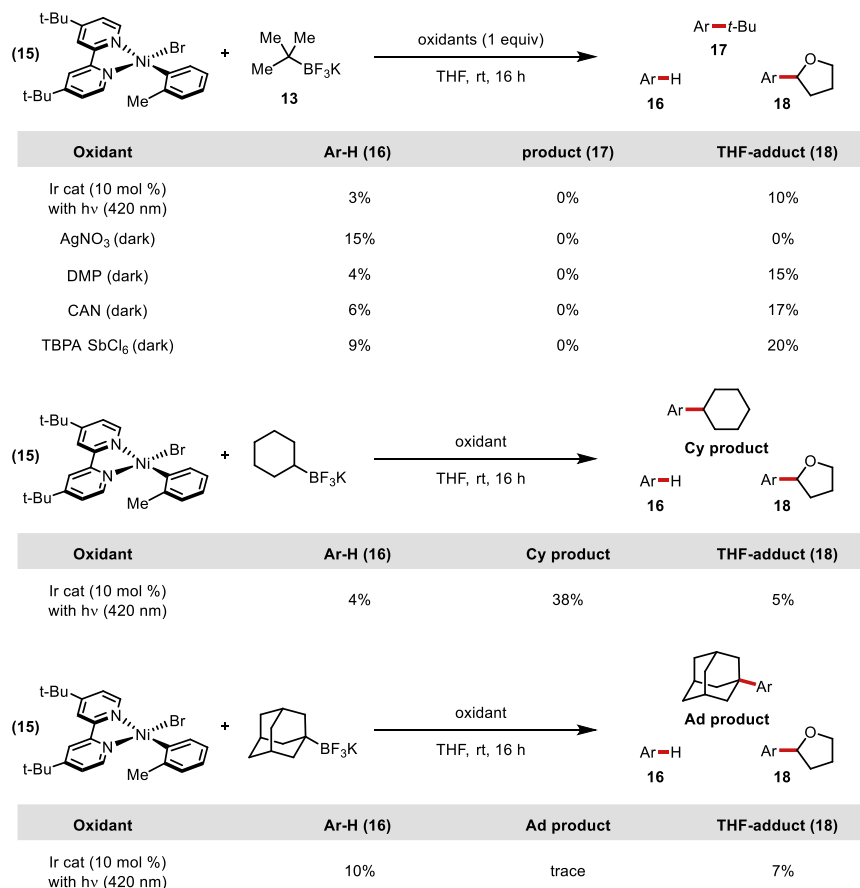 t-Bu
(15)
N
N
Ni
Br
t-Bu
Me
+
Me
Me
Me
BF3K
13
oxidants (1 equiv)
THF, rt, 16 h
Ar t-Bu
17
Ar H
16
Ar
O
18
Oxidant Ar-H (16) product (17) THF-adduct (18)
Ir cat (10 mol %)
with hν (420 nm)
3% 0% 10%
AgNO3 (dark) 15% 0% 0%
DMP (dark) 4% 0% 15%
CAN (dark) 6% 0% 17%
TBPA SbCl6 (dark) 9% 0% 20%
t-Bu
(15)
N
N
Ni
Br
t-Bu
Me
+
BF3K
oxidant
THF, rt, 16 h
Ar
Cy product
Ar H
16
Ar
O
18
Oxidant Ar-H (16) Cy product THF-adduct (18)
Ir cat (10 mol %)
with hν (420 nm)
4% 38% 5%
t-Bu
(15)
N
N
Ni
Br
t-Bu
Me
+
BF3K
oxidant
THF, rt, 16 h
Ar
Ad product
Ar H
16
Ar
O
18
Oxidant Ar-H (16) Ad product THF-adduct (18)
Ir cat (10 mol %)
with hν (420 nm)
10% trace 7%